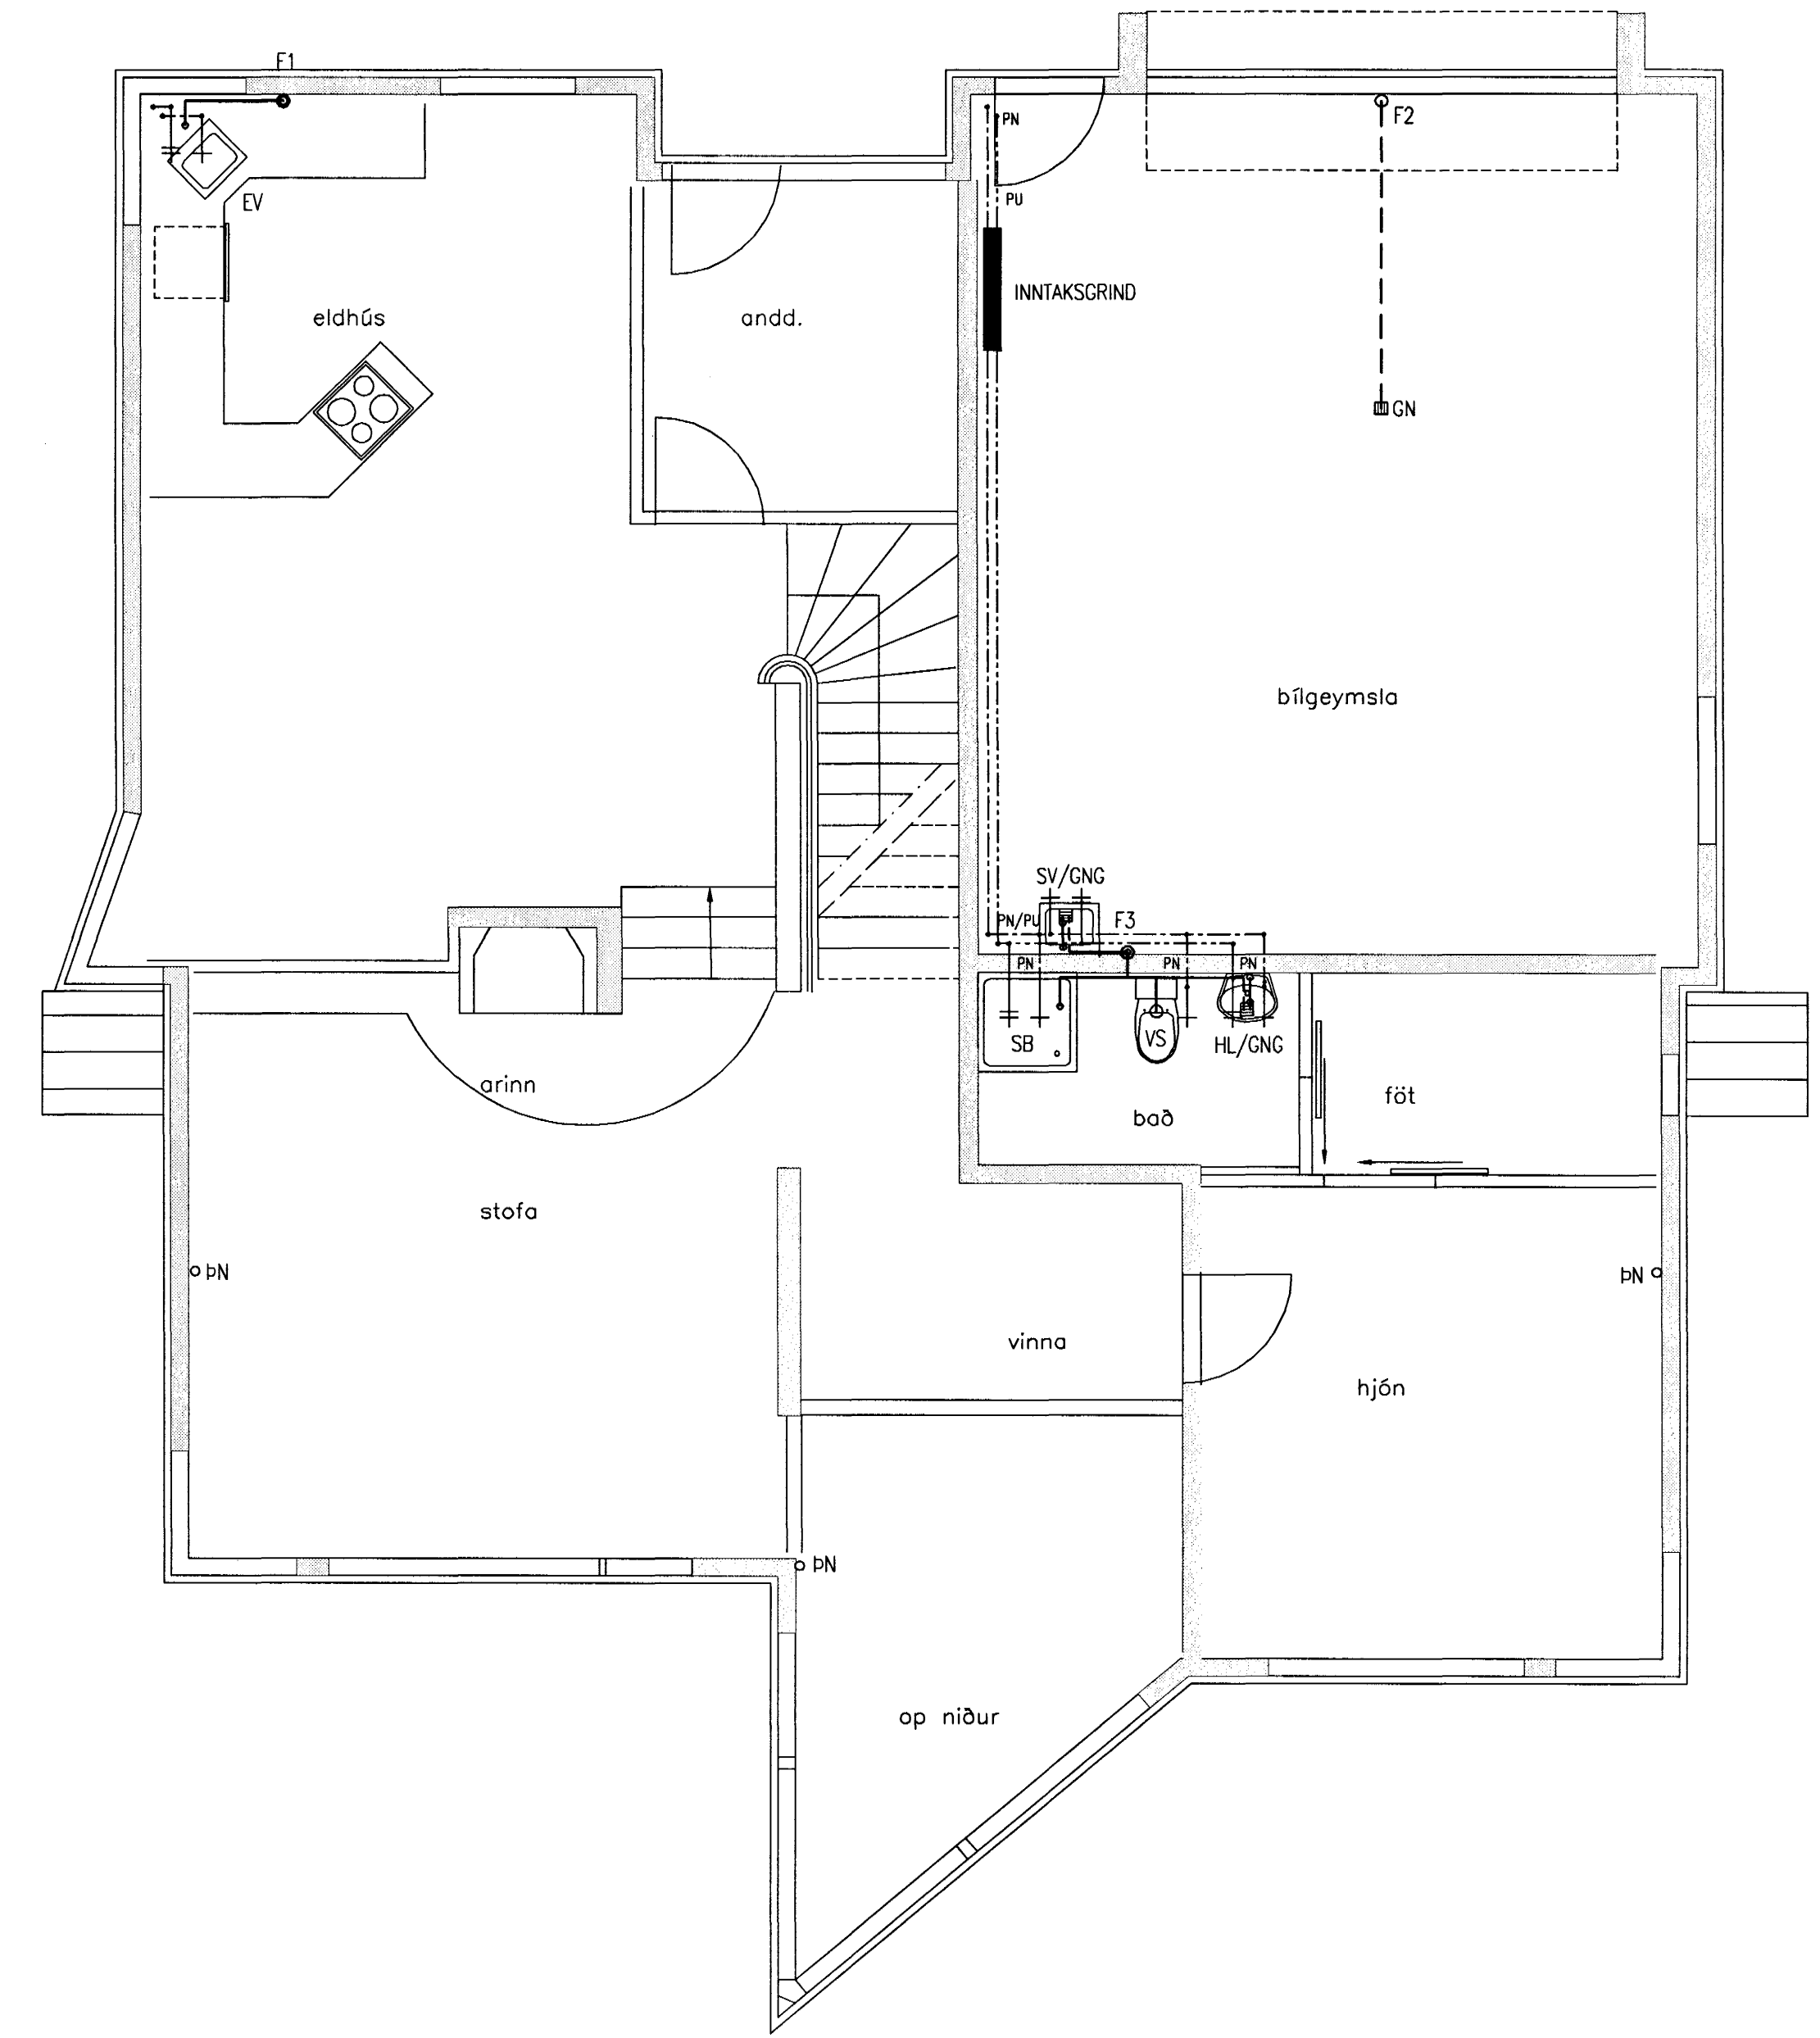 F1
F2
PN
EV
PU
INNTAKSGRIND
eldhús
andd.
GN
bílgeymsla
SV/GNG
PN/PU
F3
PN
PN
PN
SB
VS
HL/GNG
arinn
föt
bað
stofa
ÞN
ÞN
vinna
hjón
ÞN
op niður